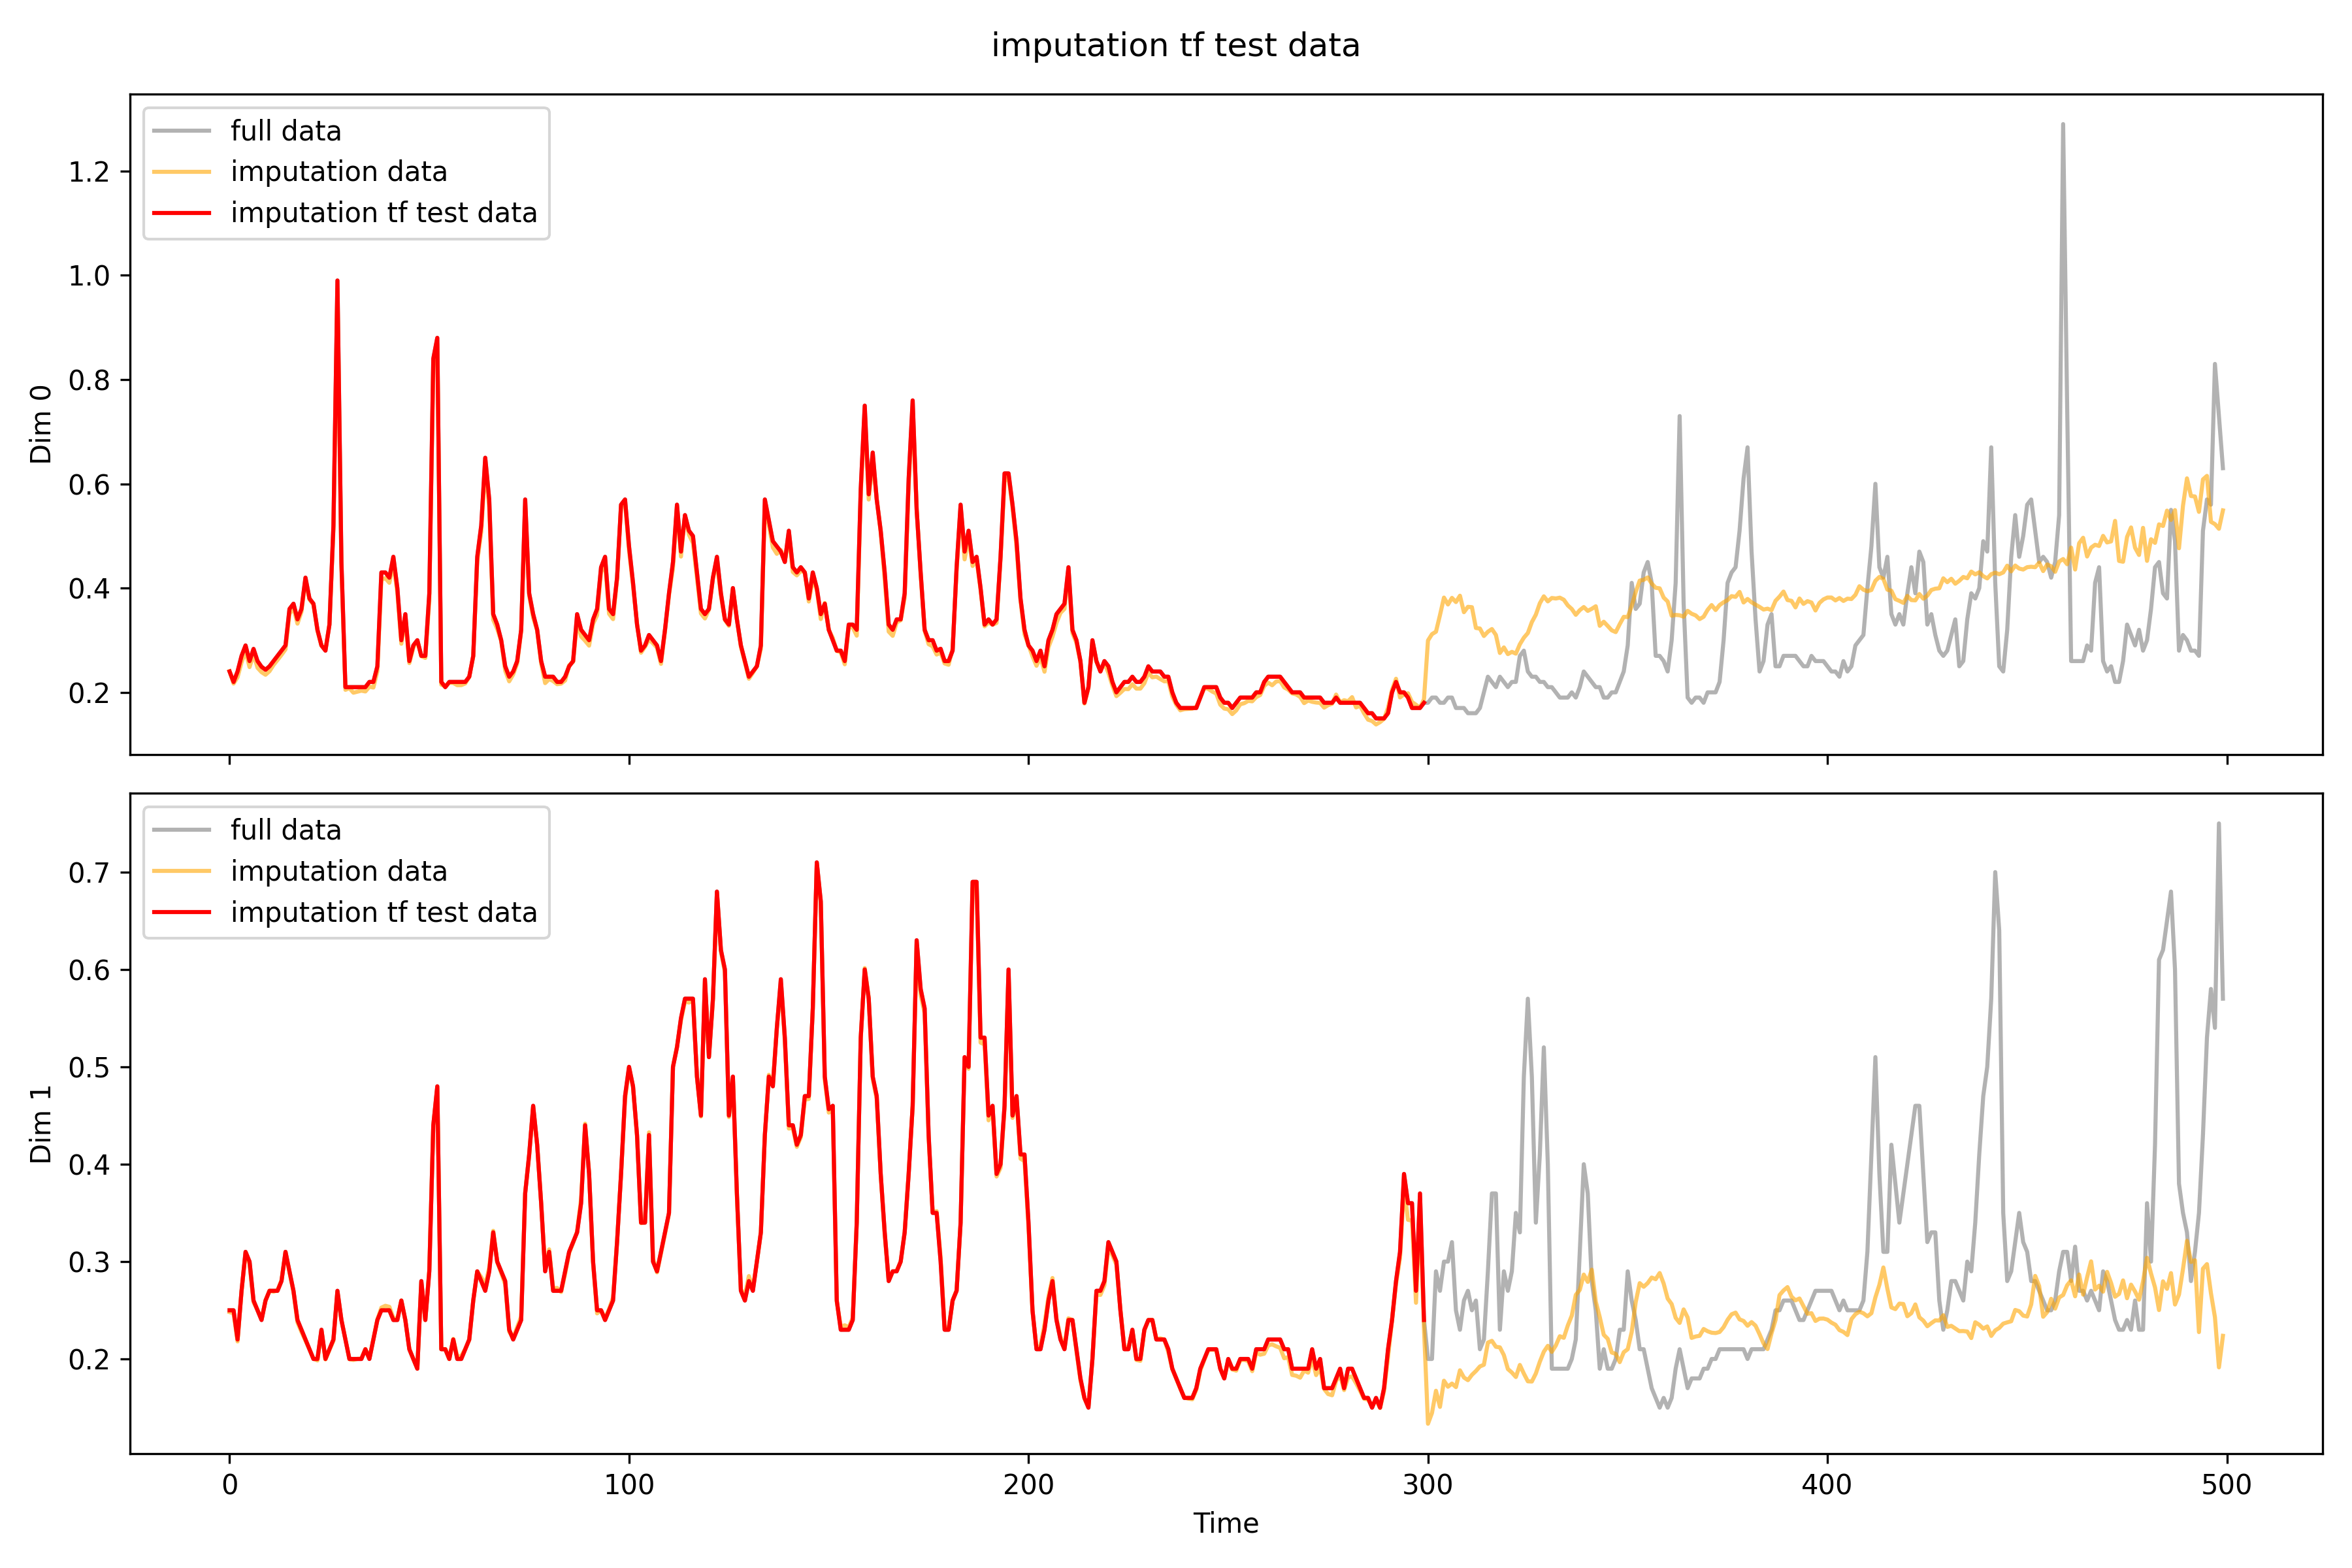 imputation tf test data
full data
imputation data
imputation tf test data
1.2
1.0
0.8
0.6
0.4
0.2
Dim 0
full data
imputation data
imputation tf test data
0.7
0.6
0.5
0.4
0.3
0.2
Dim 1
0 100 200 300 400 500
Time